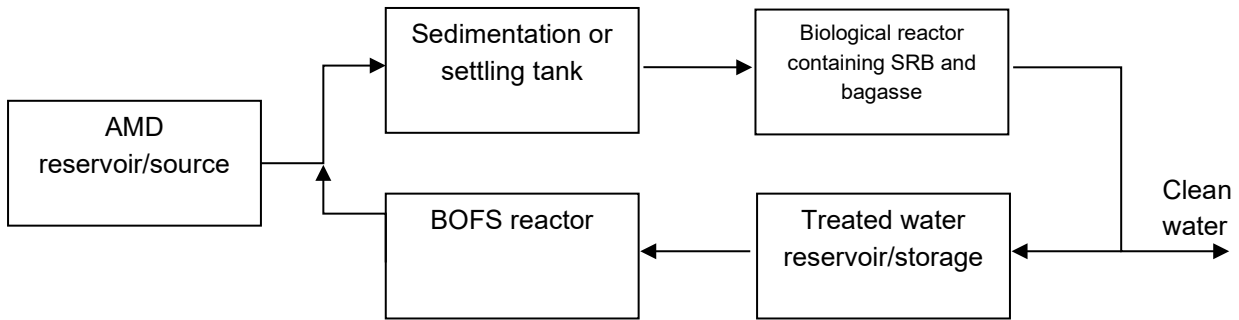 Sedimentation or
settling tank
Biological reactor
containing SRB and
bagasse
AMD
reservoir/source
BOFS reactor
Treated water
reservoir/storage
Clean
water